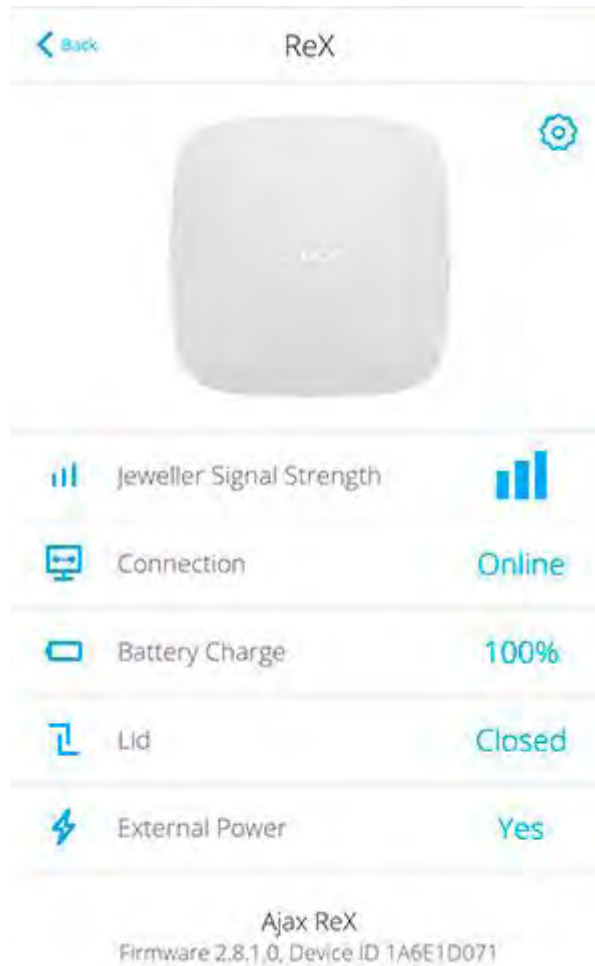 Back
ReX
Jeweller Signal Strength
Connection
Online
Battery Charge
100%
Lid
Closed
External Power
Yes
Ajax ReX
Firmware 2.8.1.0, Device ID 1A6E1D071